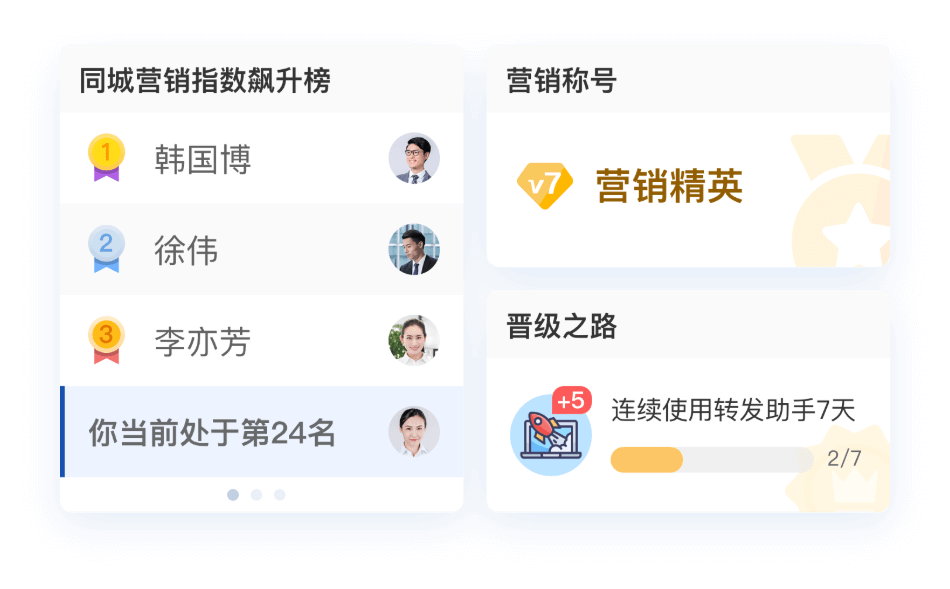 同城营销指数飙升榜
1 韩国博
2 徐伟
3 李亦芳
你当前处于第24名
营销称号
v7 营销精英
晋级之路
+5
连续使用转发助手7天
2/7